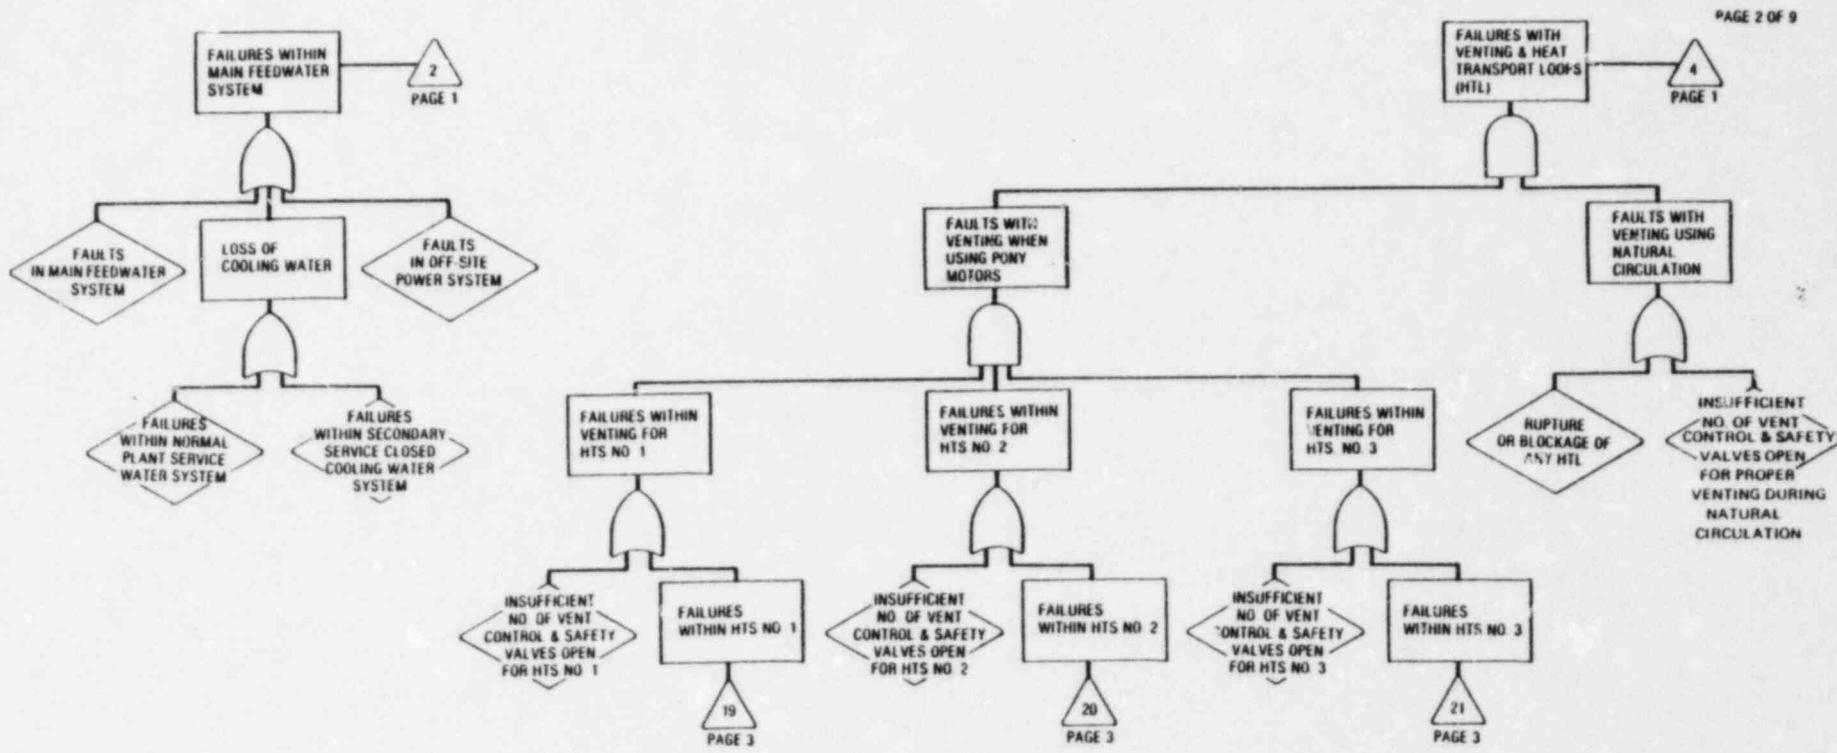 PAGE 2 OF 9
FAILURES WITHIN
MAIN FEEDWATER
SYSTEM
2
PAGE 1
FAILURES WITH
VENTING & HEAT
TRANSPORT LOOPS
(HTL)
4
PAGE 1
FAULTS
IN MAIN FEEDWATER
SYSTEM
LOSS OF
COOLING WATER
FAULTS
IN OFF-SITE
POWER SYSTEM
FAULTS WITH
VENTING WHEN
USING PONY
MOTORS
FAULTS WITH
VENTING USING
NATURAL
CIRCULATION
FAILURES
WITHIN NORMAL
PLANT SERVICE
WATER SYSTEM
FAILURES
WITHIN SECONDARY
SERVICE CLOSED
COOLING WATER
SYSTEM
FAILURES WITHIN
VENTING FOR
HTS NO. 1
FAILURES WITHIN
VENTING FOR
HTS NO. 2
FAILURES WITHIN
VENTING FOR
HTS NO. 3
RUPTURE
OR BLOCKAGE OF
ANY HTL
INSUFFICIENT
NO. OF VENT
CONTROL & SAFETY
VALVES OPEN
FOR PROPER
VENTING DURING
NATURAL
CIRCULATION
INSUFFICIENT
NO. OF VENT
CONTROL & SAFETY
VALVES OPEN
FOR HTS NO. 1
FAILURES
WITHIN HTS NO. 1
19
PAGE 3
INSUFFICIENT
NO. OF VENT
CONTROL & SAFETY
VALVES OPEN
FOR HTS NO. 2
FAILURES
WITHIN HTS NO. 2
20
PAGE 3
INSUFFICIENT
NO. OF VENT
CONTROL & SAFETY
VALVES OPEN
FOR HTS NO. 3
FAILURES
WITHIN HTS NO. 3
21
PAGE 3